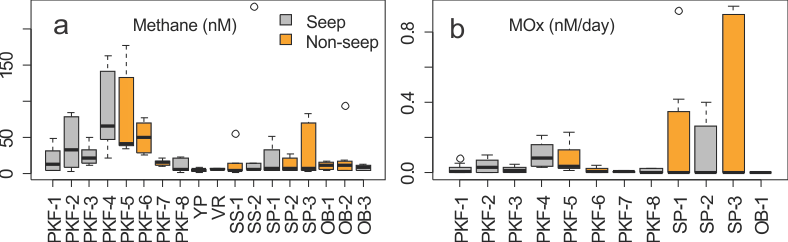 a
Methane (nM)
Seep
Non-seep
0
50
150
PKF-1
PKF-2
PKF-3
PKF-4
PKF-5
PKF-6
PKF-7
PKF-8
YP
VR
SS-1
SS-2
SP-1
SP-2
SP-3
OB-1
OB-2
OB-3
b
MOx (nM/day)
0.0
0.4
0.8
PKF-1
PKF-2
PKF-3
PKF-4
PKF-5
PKF-6
PKF-7
PKF-8
SP-1
SP-2
SP-3
OB-1